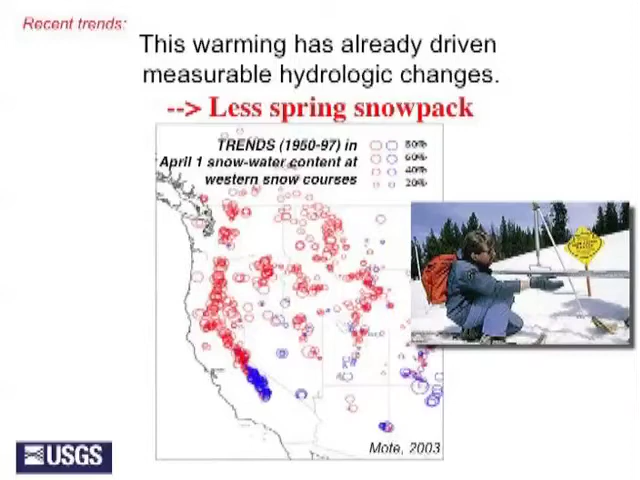 Recent trends:
This warming has already driven
measurable hydrologic changes.
--> Less spring snowpack
TRENDS (1950-97) in
April 1 snow-water content at
western snow courses
80%
60%
40%
20%
Mote, 2003
USGS